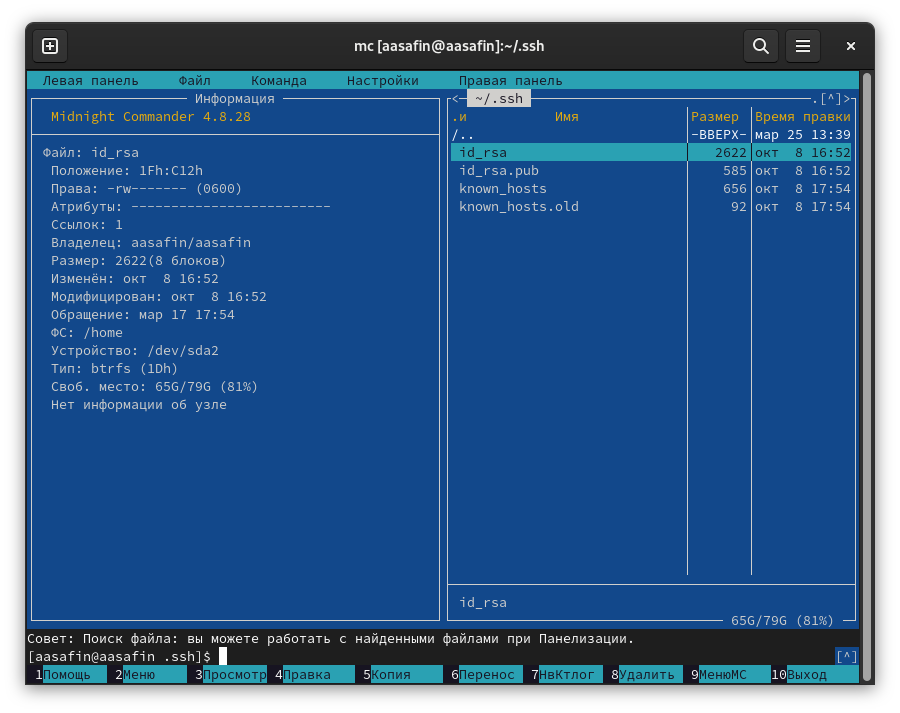 mc [aasafin@aasafin]:~/.ssh
Левая панель Файл Команда Настройки Правая панель
Информация
Midnight Commander 4.8.28
Файл: id_rsa
Положение: 1Fh:C12h
Права: -rw------- (0600)
Атрибуты: -------------------------
Ссылок: 1
Владелец: aasafin/aasafin
Размер: 2622(8 блоков)
Изменён: окт  8 16:52
Модифицирован: окт  8 16:52
Обращение: мар 17 17:54
ФС: /home
Устройство: /dev/sda2
Тип: btrfs (1Dh)
Своб. место: 65G/79G (81%)
Нет информации об узле
<- ~/.ssh .[^]>
.и Имя Размер Время правки
/.. -ВВЕРХ- мар 25 13:39
id_rsa 2622 окт  8 16:52
id_rsa.pub 585 окт  8 16:52
known_hosts 656 окт  8 17:54
known_hosts.old 92 окт  8 17:54
id_rsa
65G/79G (81%)
Совет: Поиск файла: вы можете работать с найденными файлами при Панелизации.
[aasafin@aasafin .ssh]$ [^]
1Помощь 2Меню 3Просмотр 4Правка 5Копия 6Перенос 7НвКтлог 8Удалить 9МенюMC 10Выход